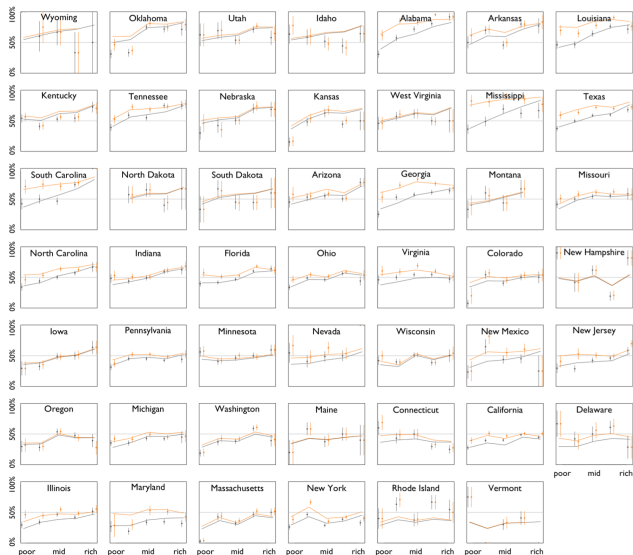 Wyoming Oklahoma Utah Idaho Alabama Arkansas Louisiana
100%
50%
0%
Kentucky Tennessee Nebraska Kansas West Virginia Mississippi Texas
100%
50%
0%
South Carolina North Dakota South Dakota Arizona Georgia Montana Missouri
100%
50%
0%
North Carolina Indiana Florida Ohio Virginia Colorado New Hampshire
100%
50%
0%
Iowa Pennsylvania Minnesota Nevada Wisconsin New Mexico New Jersey
100%
50%
0%
Oregon Michigan Washington Maine Connecticut California Delaware
100%
50%
0%
poor mid rich
Illinois Maryland Massachusetts New York Rhode Island Vermont
100%
50%
0%
poor mid rich poor mid rich poor mid rich poor mid rich poor mid rich poor mid rich